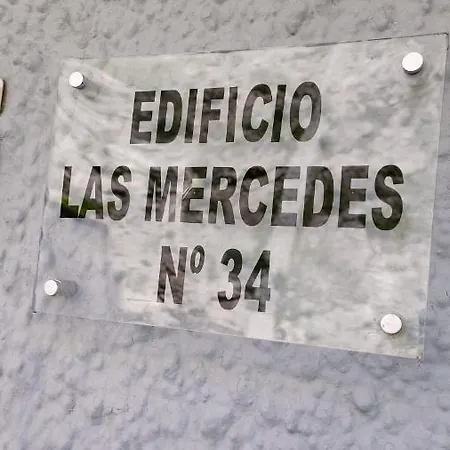 EDIFICIO
LAS MERCEDES
Nº 34